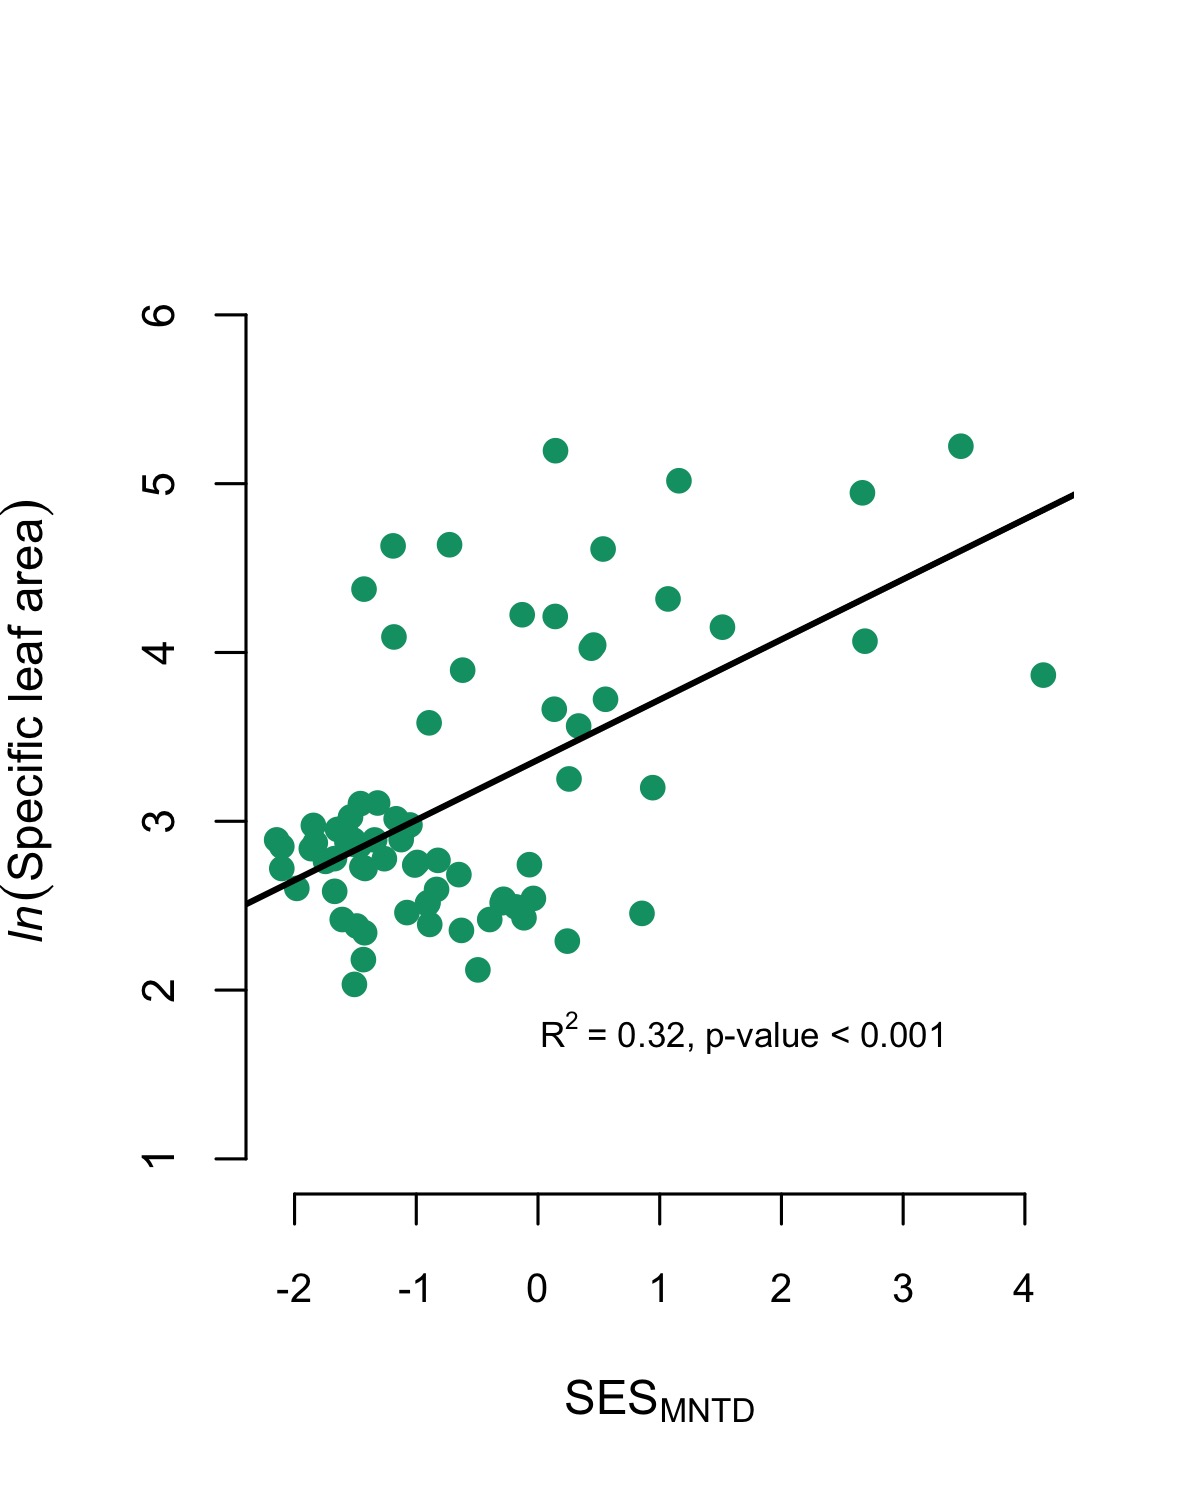 6
5
4
3
2
1
ln(Specific leaf area)
R² = 0.32, p-value < 0.001
-2 -1 0 1 2 3 4
SES_MNTD